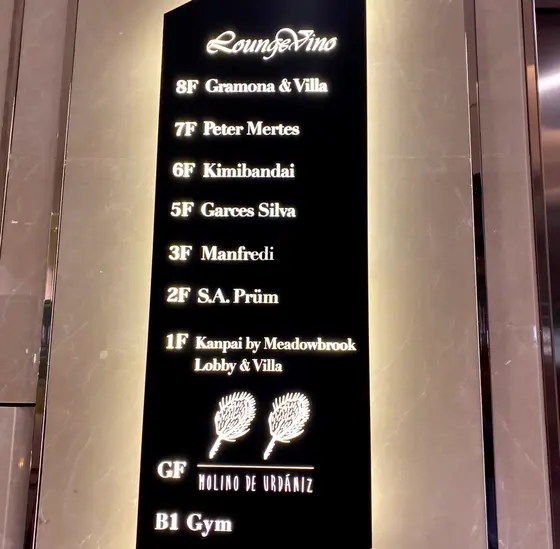 LoungeVino
8F Gramona & Villa
7F Peter Mertes
6F Kimibandai
5F Garces Silva
3F Manfredi
2F S.A. Prüm
1F Kanpai by Meadowbrook
Lobby & Villa
GF MOLINO DE URDÁNIZ
B1 Gym